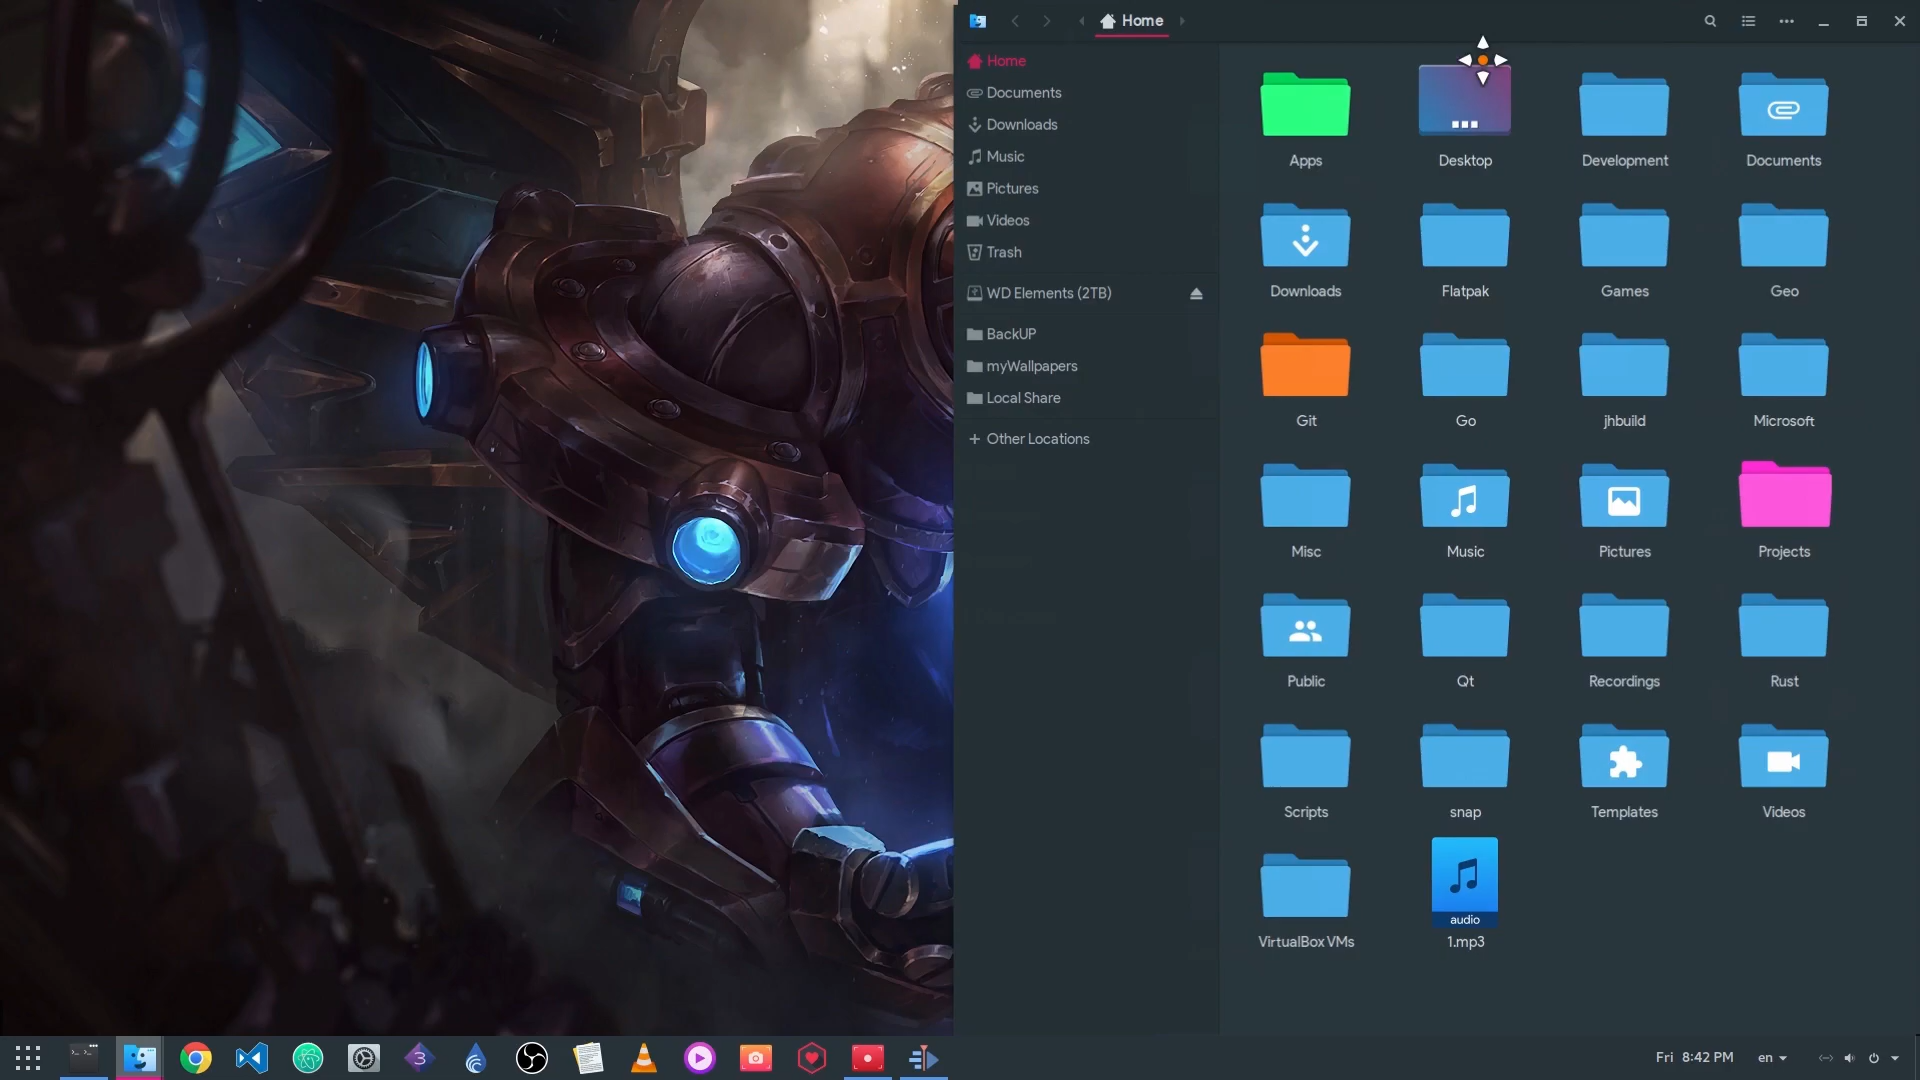 Home
Home
Documents
Downloads
Music
Pictures
Videos
Trash
WD Elements (2TB)
BackUP
myWallpapers
Local Share
+ Other Locations
Apps Desktop Development Documents
Downloads Flatpak Games Geo
Git Go jhbuild Microsoft
Misc Music Pictures Projects
Public Qt Recordings Rust
Scripts snap Templates Videos
audio
VirtualBox VMs 1.mp3
3
Fri 8:42 PM en